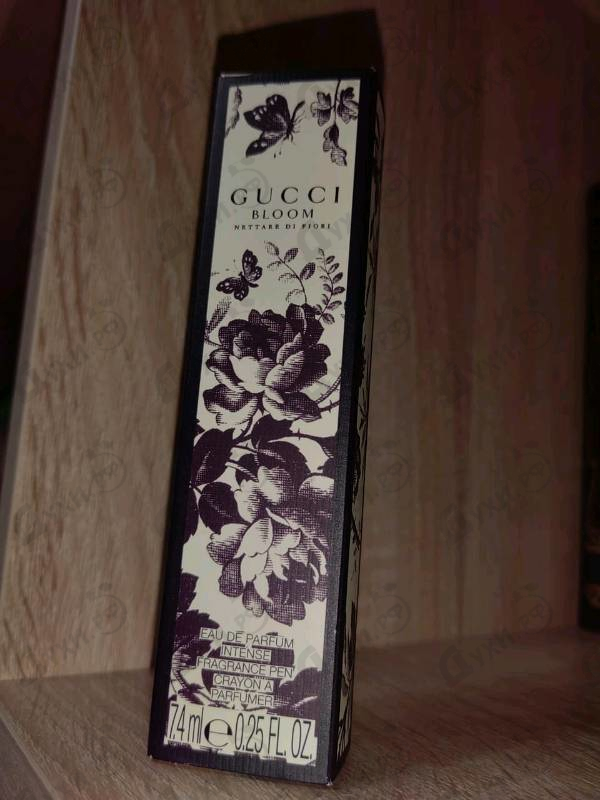 GUCCI
BLOOM
NETTARE DI FIORI
EAU DE PARFUM
INTENSE
FRAGRANCE PEN
CRAYON À
PARFUMER
7.4 ml e 0.25 FL. OZ.